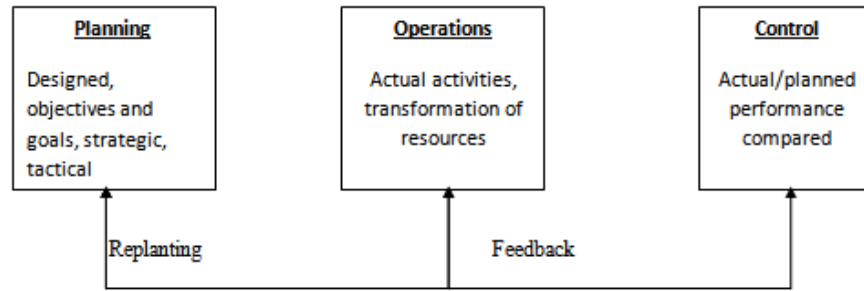 Planning
Designed,
objectives and
goals, strategic,
tactical
Operations
Actual activities,
transformation of
resources
Control
Actual/planned
performance
compared
Replanting
Feedback